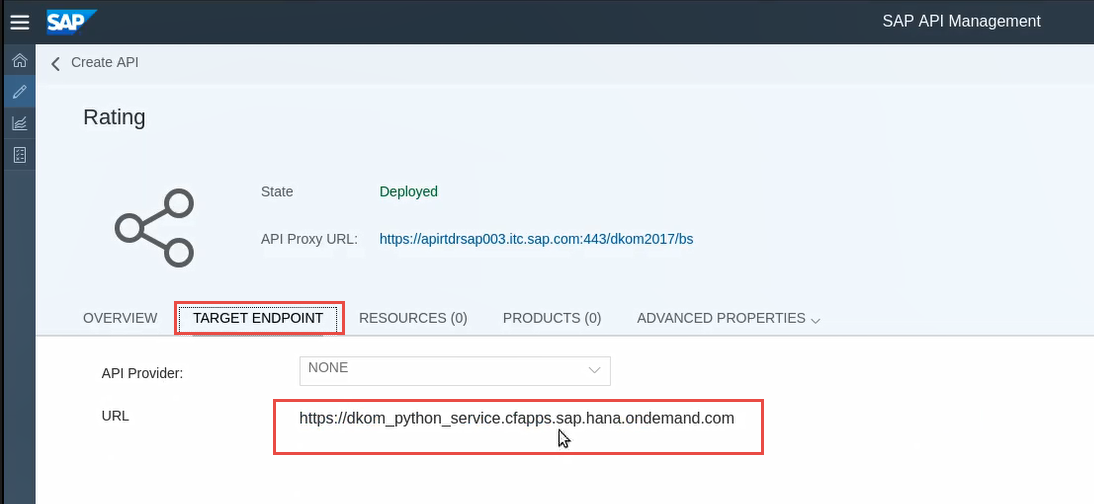 SAP SAP API Management
Create API
Rating
State Deployed
API Proxy URL: https://apirtdrsap003.itc.sap.com:443/dkom2017/bs
OVERVIEW TARGET ENDPOINT RESOURCES (0) PRODUCTS (0) ADVANCED PROPERTIES
API Provider: NONE
URL https://dkom_python_service.cfapps.sap.hana.ondemand.com